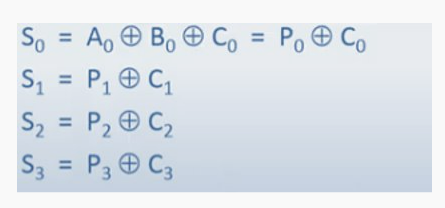 S₀ = A₀ ⊕ B₀ ⊕ C₀ = P₀ ⊕ C₀
S₁ = P₁ ⊕ C₁
S₂ = P₂ ⊕ C₂
S₃ = P₃ ⊕ C₃